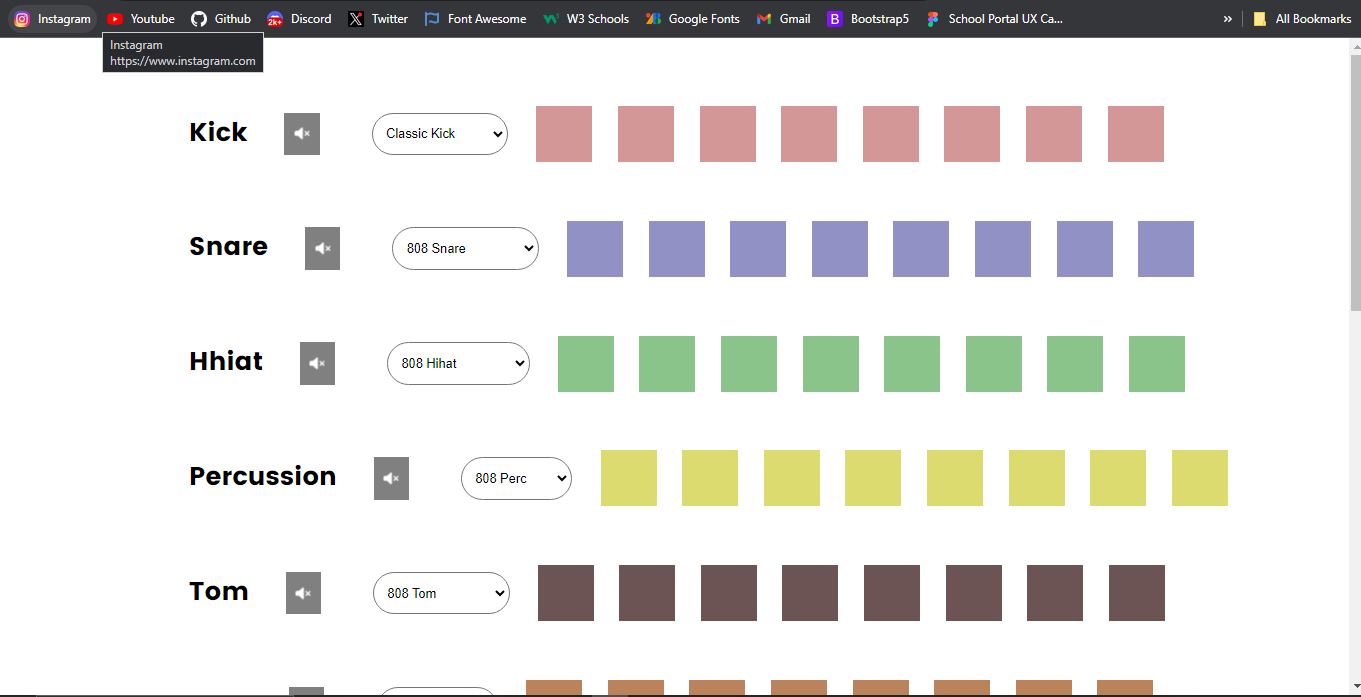 Instagram Youtube Github Discord Twitter Font Awesome W3 Schools Google Fonts Gmail Bootstrap5 School Portal UX Ca... » All Bookmarks
2k+
Instagram
https://www.instagram.com
Kick Classic Kick
Snare 808 Snare
Hhiat 808 Hihat
Percussion 808 Perc
Tom 808 Tom